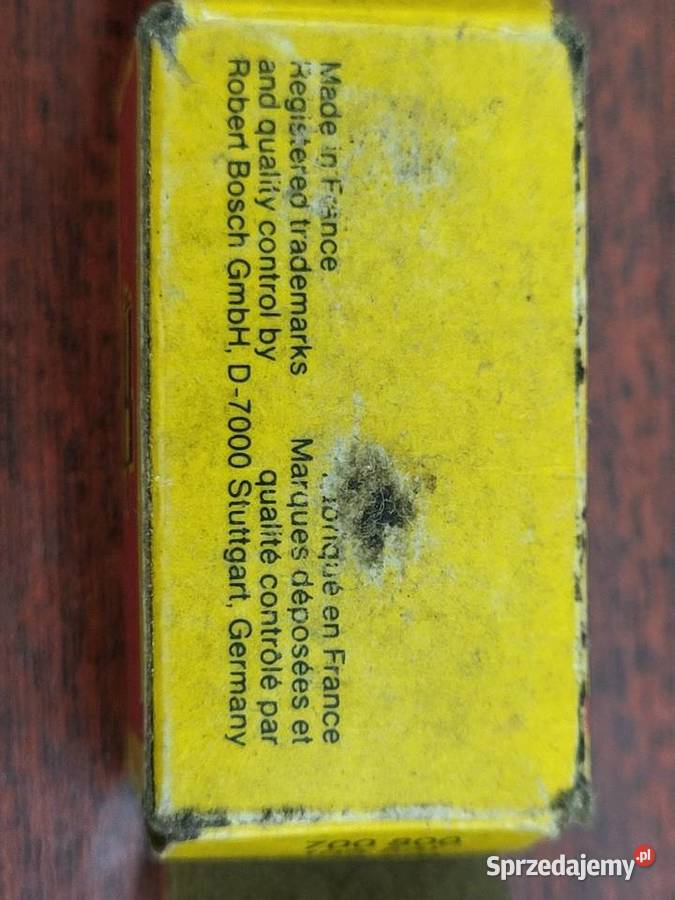 Made in France
Registered trademarks
and quality control by
Robert Bosch GmbH, D-7000 Stuttgart, Germany
en France
Marques déposées et
qualité contrôlé par
Sprzedajemy.pl